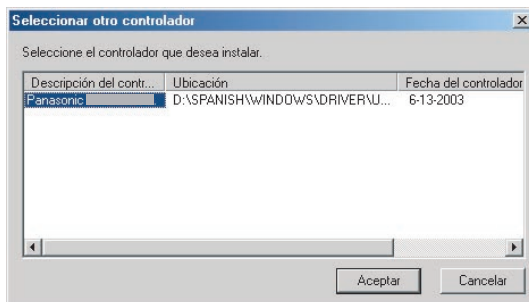 Seleccionar otro controlador
Seleccione el controlador que desea instalar.
Descripción del contr... Ubicación Fecha del controlador
Panasonic D:\SPANISH\WINDOWS\DRIVER\U... 6-13-2003
Aceptar Cancelar